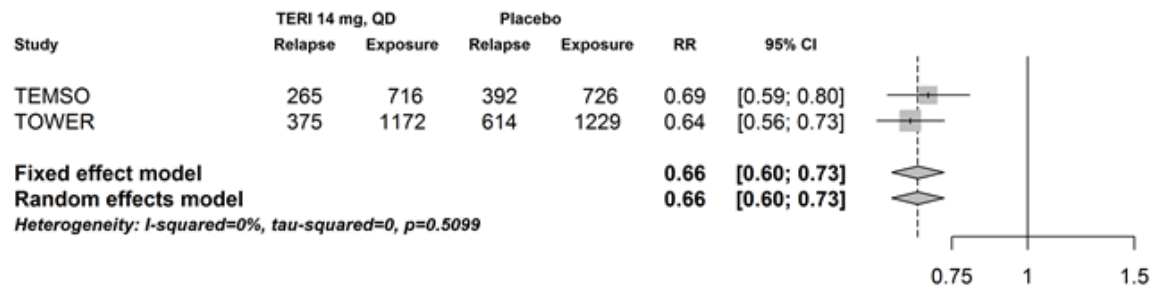 TERI 14 mg, QD Placebo
Study Relapse Exposure Relapse Exposure RR 95% CI
TEMSO 265 716 392 726 0.69 [0.59; 0.80]
TOWER 375 1172 614 1229 0.64 [0.56; 0.73]
Fixed effect model 0.66 [0.60; 0.73]
Random effects model 0.66 [0.60; 0.73]
Heterogeneity: I-squared=0%, tau-squared=0, p=0.5099
0.75 1 1.5